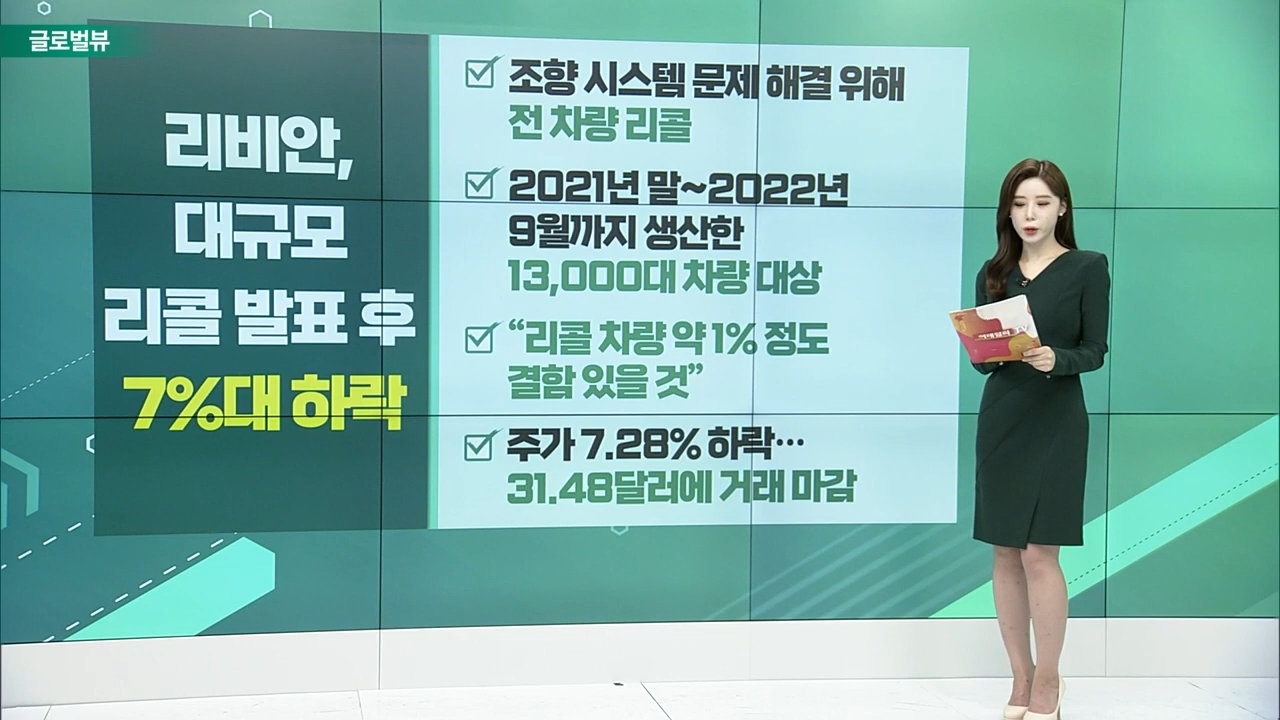 글로벌뷰
리비안,
대규모
리콜 발표 후
7%대 하락
조향 시스템 문제 해결 위해
전 차량 리콜
2021년 말~2022년
9월까지 생산한
13,000대 차량 대상
“리콜 차량 약 1% 정도
결함 있을 것”
주가 7.28% 하락…
31.48달러에 거래 마감